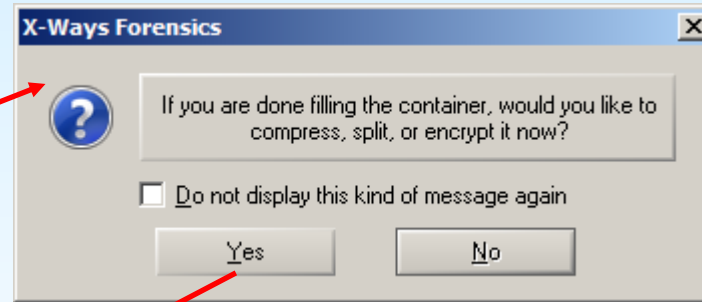 X-Ways Forensics
If you are done filling the container, would you like to
compress, split, or encrypt it now?
Do not display this kind of message again
Yes
No